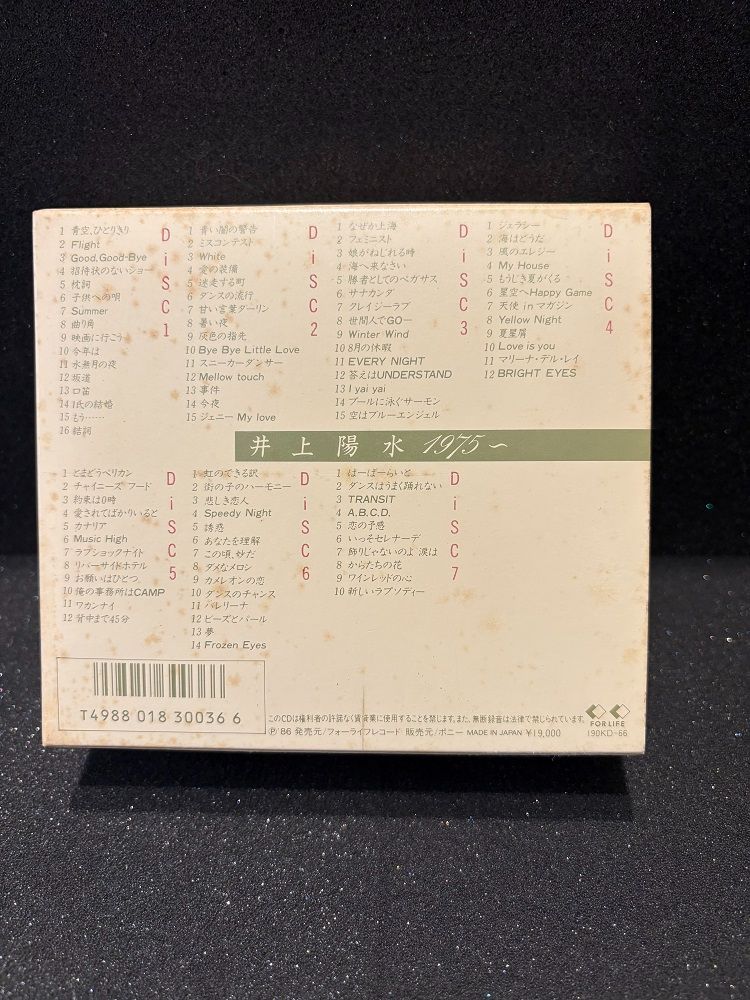 DiSC1
1 青空、ひとりきり
2 Flight
3 Good, Good-Bye
4 招待状のないショー
5 枕詞
6 子供への唄
7 Summer
8 曲り角
9 映画に行こう
10 今年は
11 水無月の夜
12 坂道
13 口笛
14 I氏の結婚
15 もう……
16 結詞
DiSC2
1 青い闇の警告
2 ミスコンテスト
3 White
4 愛の装備
5 迷走する町
6 ダンスの流行
7 甘い言葉ダーリン
8 暑い夜
9 灰色の指先
10 Bye Bye Little Love
11 スニーカーダンサー
12 Mellow touch
13 事件
14 今夜
15 ジェニー My love
DiSC3
1 なぜか上海
2 フェミニスト
3 娘がねじれる時
4 海へ来なさい
5 勝者としてのペガサス
6 サナカンダ
7 クレイジーラブ
8 世間人でGO—
9 Winter Wind
10 8月の休暇
11 EVERY NIGHT
12 答えはUNDERSTAND
13 I yai yai
14 プールに泳ぐサーモン
15 空はブルーエンジェル
DiSC4
1 ジェラシー
2 海はどうだ
3 風のエレジー
4 My House
5 もうじき夏がくる
6 星空へHappy Game
7 天使 in マガジン
8 Yellow Night
9 夏星屑
10 Love is you
11 マリーナ・デル・レイ
12 BRIGHT EYES
井上陽水 1975～
DiSC5
1 とまどうペリカン
2 チャイニーズ フード
3 約束は0時
4 愛されてばかりいると
5 カナリア
6 Music High
7 ラブショックナイト
8 リバーサイドホテル
9 お願いはひとつ
10 俺の事務所はCAMP
11 ワカンナイ
12 背中まで45分
DiSC6
1 虹のできる訳
2 街の子のハーモニー
3 悲しき恋人
4 Speedy Night
5 誘惑
6 あなたを理解
7 この頃、妙だ
8 ダメなメロン
9 カメレオンの恋
10 ダンスのチャンス
11 バレリーナ
12 ビーズとパール
13 夢
14 Frozen Eyes
DiSC7
1 ばーばーらいと
2 ダンスはうまく踊れない
3 TRANSIT
4 A.B.C.D.
5 恋の予感
6 いっそセレナーデ
7 飾りじゃないのよ 涙は
8 からたちの花
9 ワインレッドの心
10 新しいラプソディー
T4988 018 30036 6
このCDは権利者の許諾なく賃貸業に使用することを禁じます。また、無断録音は法律で禁じられています。
Ⓟ'86 発売元/フォーライフレコード 販売元/ポニー MADE IN JAPAN ¥19,000
FORLIFE
190KD-66